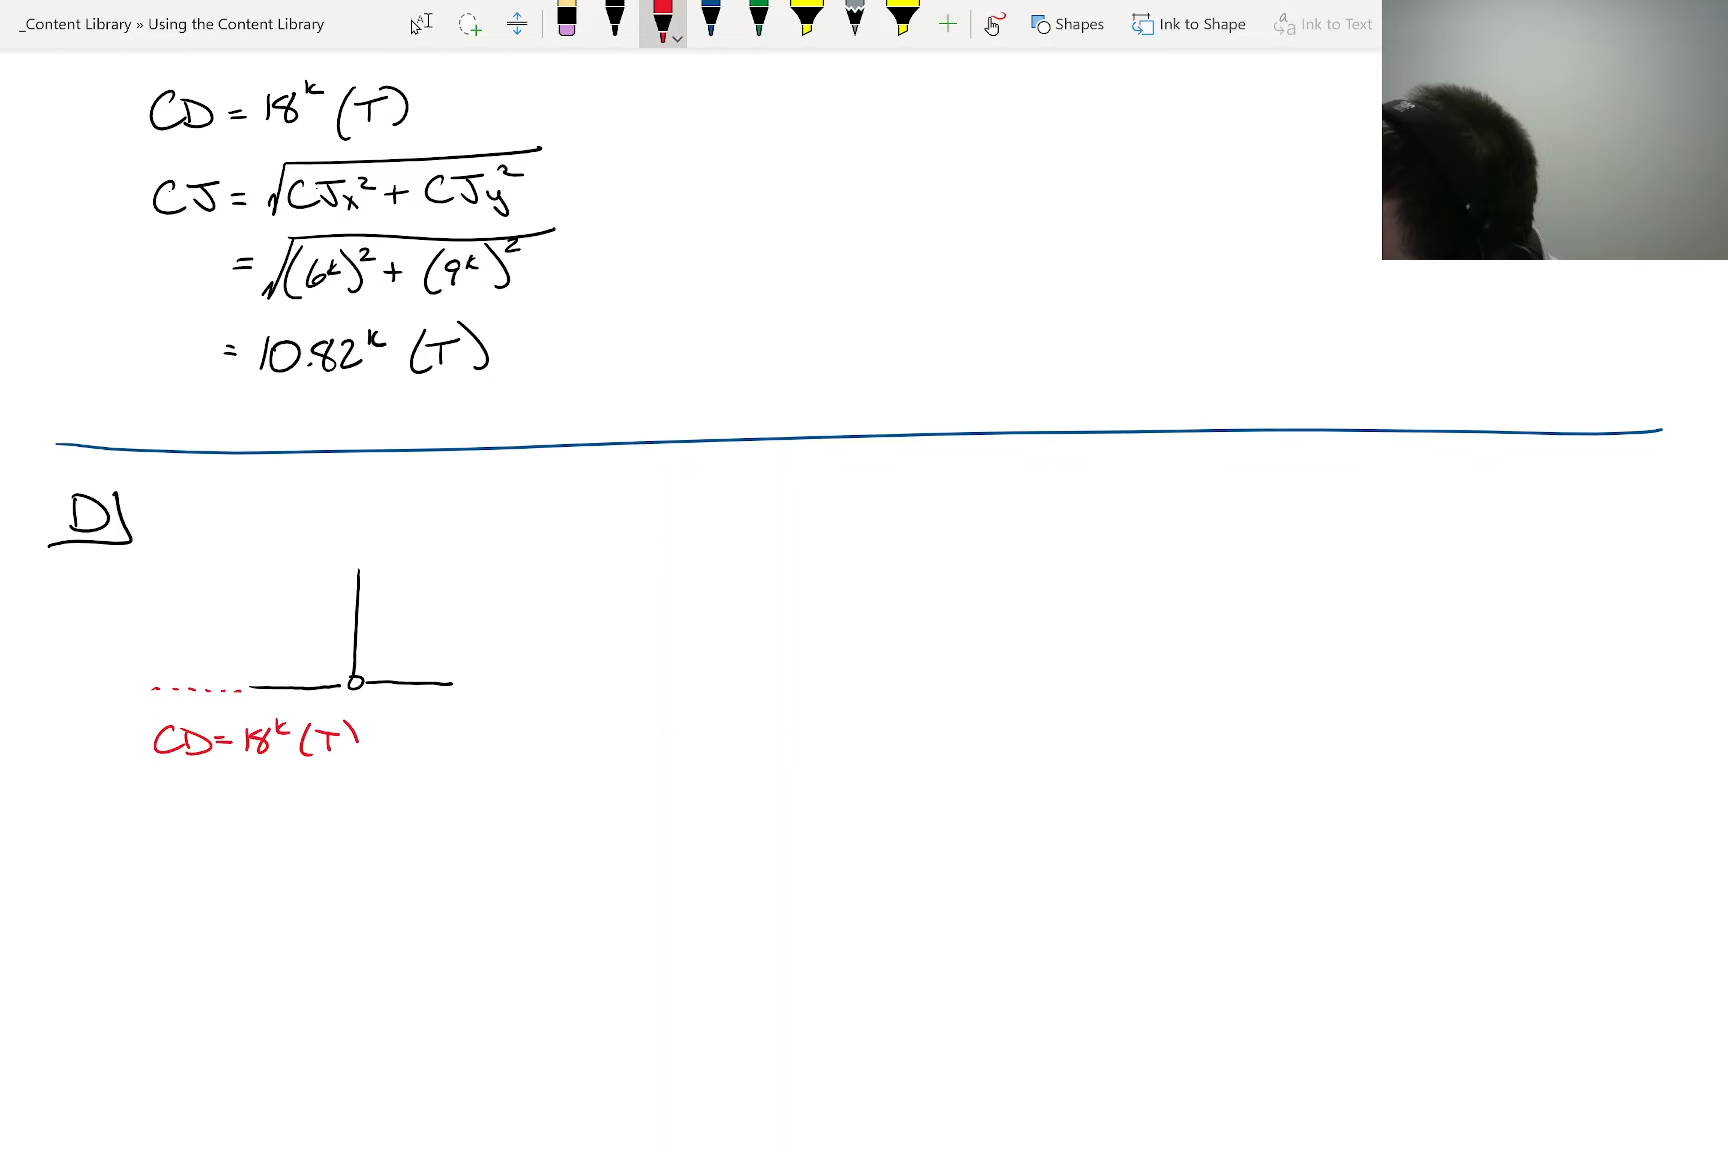 _Content Library » Using the Content Library
Shapes
Ink to Shape
Ink to Text
CD = 18ᵏ (T)
CJ = √CJx² + CJy²
= √(6ᵏ)² + (9ᵏ)²
= 10.82ᵏ (T)
D
CD = 18ᵏ (T)